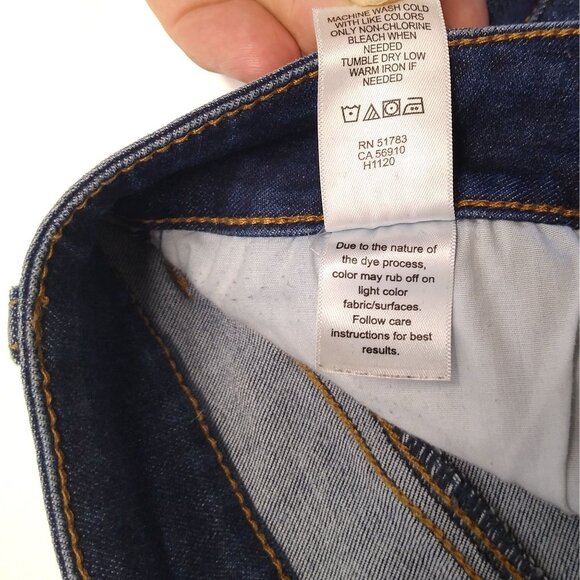 MACHINE WASH COLD
WITH LIKE COLORS
ONLY NON-CHLORINE
BLEACH WHEN
NEEDED
TUMBLE DRY LOW
WARM IRON IF
NEEDED
RN 51783
CA 56910
H1120
Due to the nature of
the dye process,
color may rub off on
light color
fabric/surfaces.
Follow care
instructions for best
results.